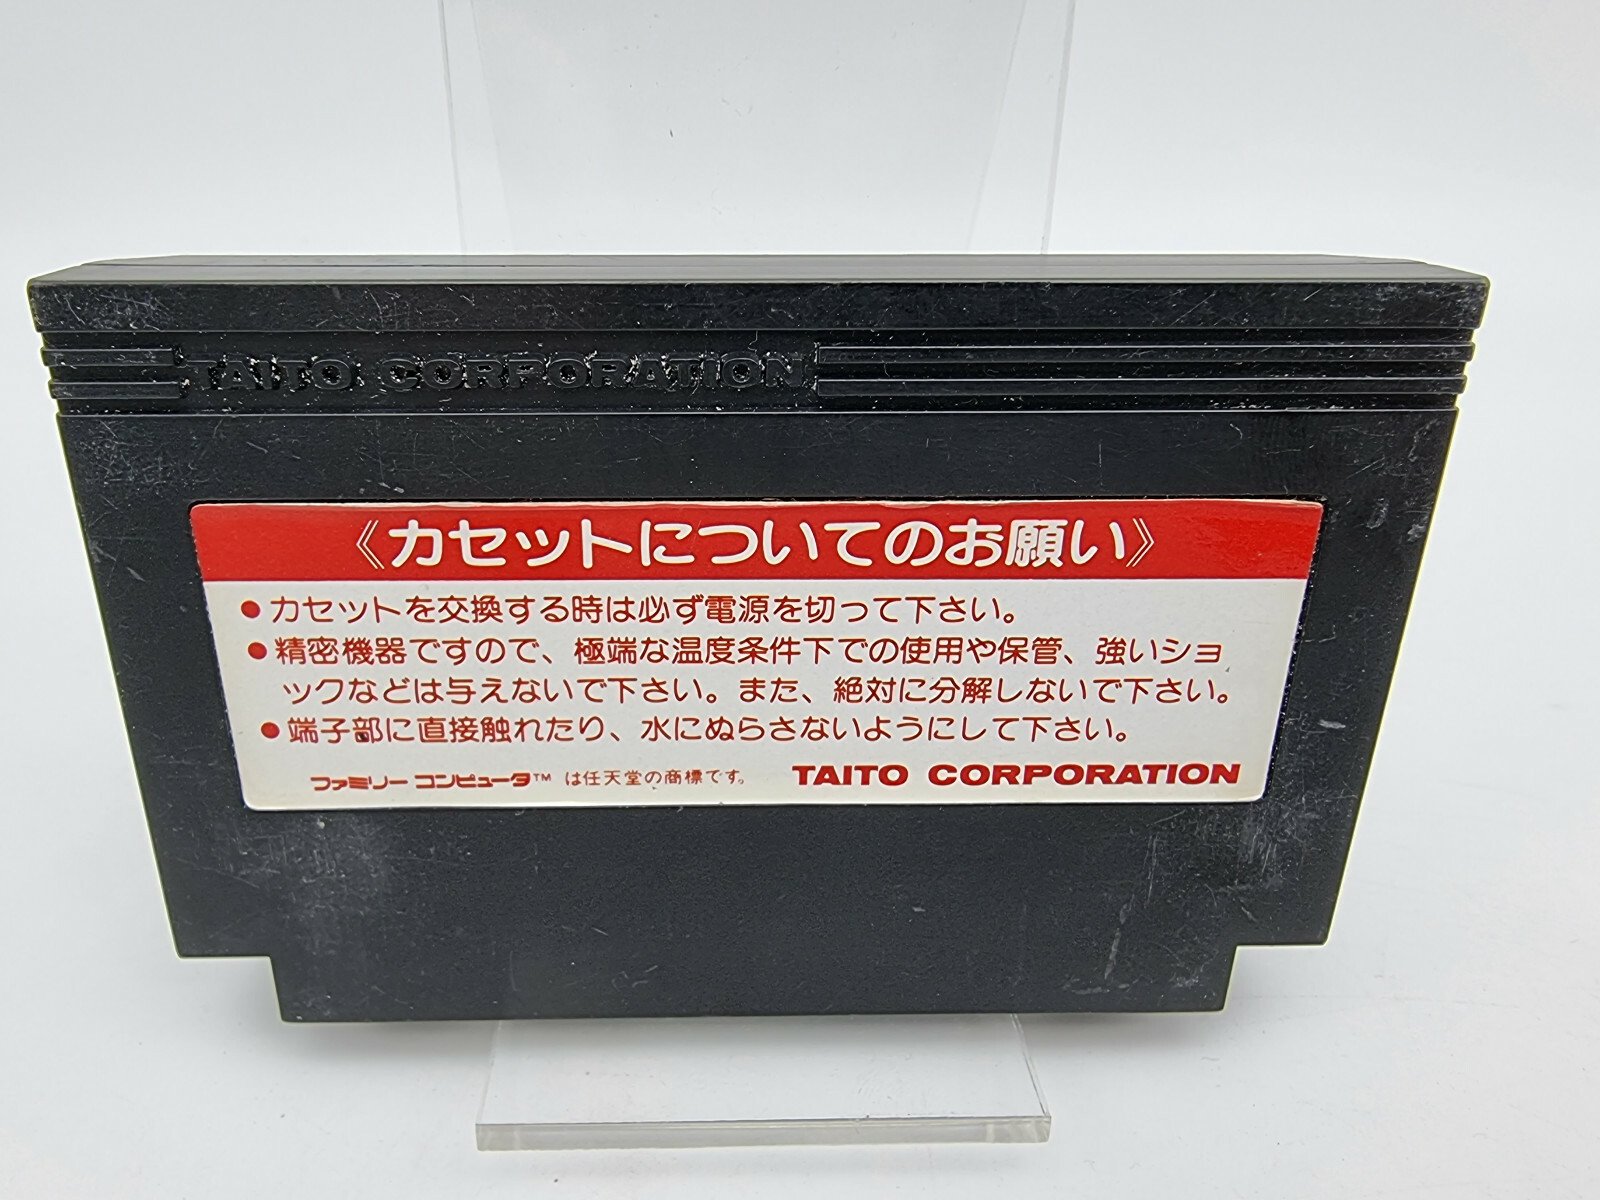 TAITO CORPORATION
《カセットについてのお願い》
●カセットを交換する時は必ず電源を切って下さい。
●精密機器ですので、極端な温度条件下での使用や保管、強いショ
ックなどは与えないで下さい。また、絶対に分解しないで下さい。
●端子部に直接触れたり、水にぬらさないようにして下さい。
ファミリーコンピュータ™ は任天堂の商標です。 TAITO CORPORATION